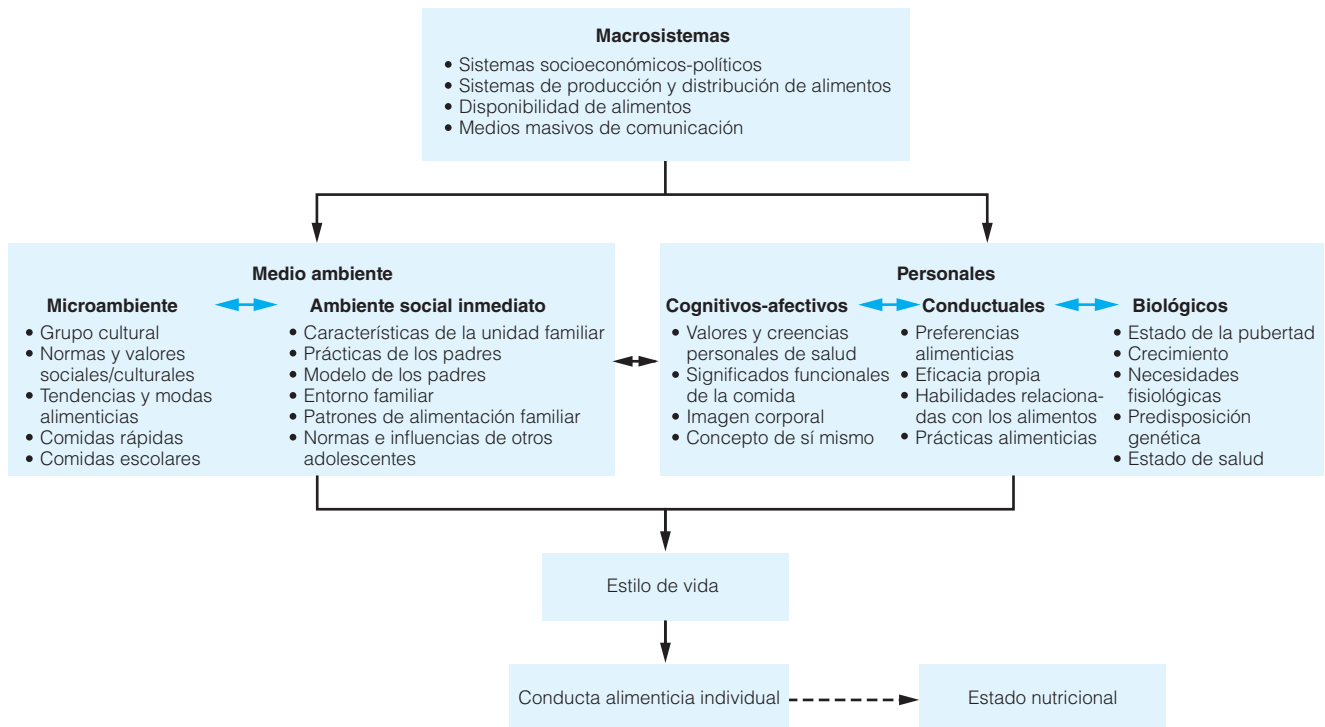 Macrosistemas
• Sistemas socioeconómicos-políticos
• Sistemas de producción y distribución de alimentos
• Disponibilidad de alimentos
• Medios masivos de comunicación
Medio ambiente
Microambiente
• Grupo cultural
• Normas y valores
sociales/culturales
• Tendencias y modas
alimenticias
• Comidas rápidas
• Comidas escolares
Ambiente social inmediato
• Características de la unidad familiar
• Prácticas de los padres
• Modelo de los padres
• Entorno familiar
• Patrones de alimentación familiar
• Normas e influencias de otros
adolescentes
Personales
Cognitivos-afectivos
• Valores y creencias
personales de salud
• Significados funcionales
de la comida
• Imagen corporal
• Concepto de sí mismo
Conductuales
• Preferencias
alimenticias
• Eficacia propia
• Habilidades relaciona-
das con los alimentos
• Prácticas alimenticias
Biológicos
• Estado de la pubertad
• Crecimiento
• Necesidades
fisiológicas
• Predisposición
genética
• Estado de salud
Estilo de vida
Conducta alimenticia individual
Estado nutricional